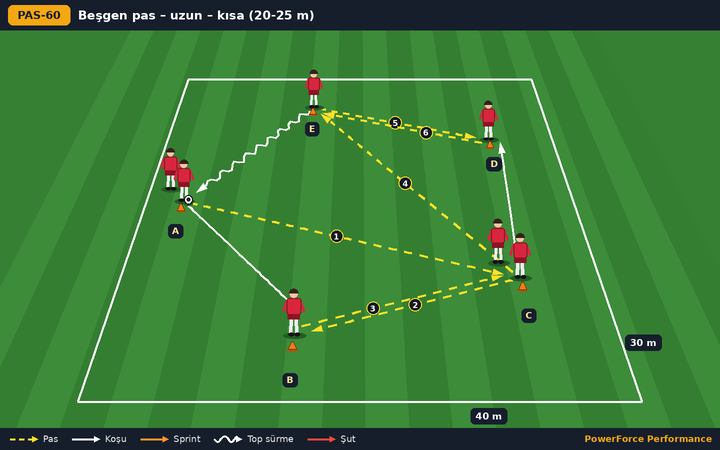 PAS-60 Beşgen pas – uzun – kısa (20-25 m)
E
5
6
D
4
A
1
C
3
2
B
30 m
40 m
Pas Koşu Sprint Top sürme Şut PowerForce Performance